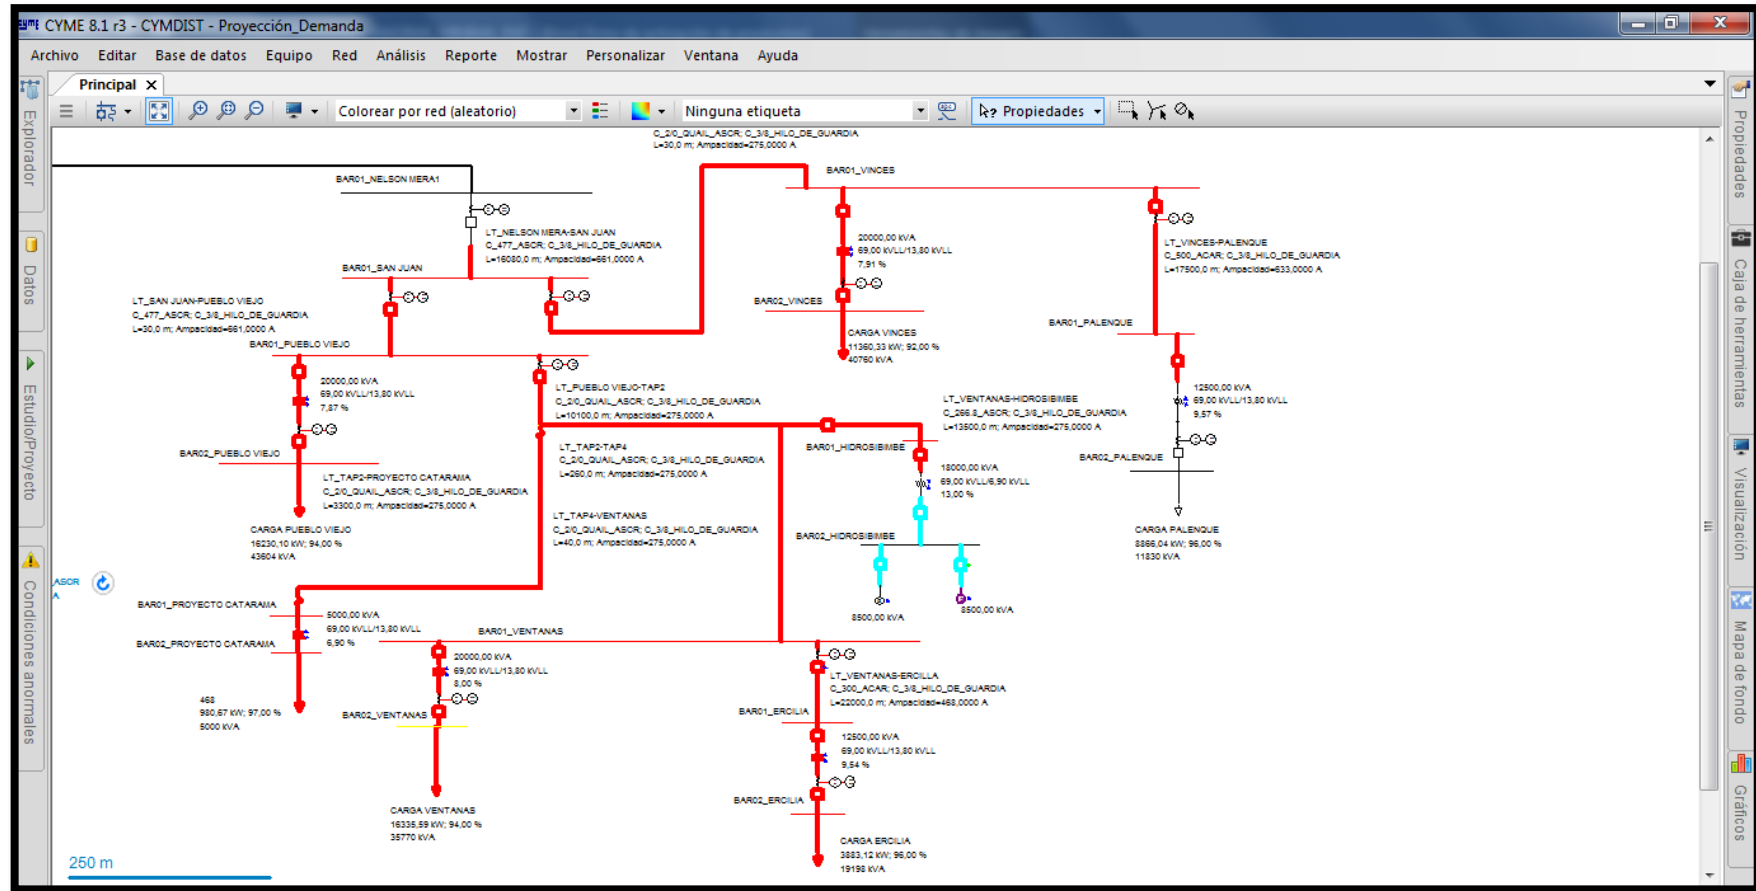 CYME 8.1 r3 - CYMDIST - Proyección_Demanda
Archivo Editar Base de datos Equipo Red Análisis Reporte Mostrar Personalizar Ventana Ayuda
Principal X
Colorear por red (aleatorio)
Ninguna etiqueta
Propiedades
Explorador
Datos
Estudio/Proyecto
Condiciones anormales
Propiedades
Caja de herramientas
Visualización
Mapa de fondo
Gráficos
C_2/0_QUAIL_ASCR; C_3/8_HILO_DE_GUARDIA
L=30,0 m; Ampacidad=275,0000 A
BAR01_NELSON MERA1
BAR01_VINCES
LT_NELSON MERA-SAN JUAN
C_477_ASCR; C_3/8_HILO_DE_GUARDIA
L=16080,0 m; Ampacidad=661,0000 A
BAR01_SAN JUAN
20000,00 kVA
69,00 kVLL/13,80 kVLL
7,91 %
LT_VINCES-PALENQUE
C_500_ACAR; C_3/8_HILO_DE_GUARDIA
L=17500,0 m; Ampacidad=633,0000 A
LT_SAN JUAN-PUEBLO VIEJO
C_477_ASCR; C_3/8_HILO_DE_GUARDIA
L=30,0 m; Ampacidad=661,0000 A
BAR02_VINCES
BAR01_PALENQUE
CARGA VINCES
11360,33 kW; 92,00 %
40760 kVA
BAR01_PUEBLO VIEJO
20000,00 kVA
69,00 kVLL/13,80 kVLL
7,87 %
LT_PUEBLO VIEJO-TAP2
C_2/0_QUAIL_ASCR; C_3/8_HILO_DE_GUARDIA
L=10100,0 m; Ampacidad=275,0000 A
LT_VENTANAS-HIDROSIBIMBE
C_266.8_ASCR; C_3/8_HILO_DE_GUARDIA
L=13500,0 m; Ampacidad=275,0000 A
12500,00 kVA
69,00 kVLL/13,80 kVLL
9,57 %
BAR02_PUEBLO VIEJO
LT_TAP2-TAP4
C_2/0_QUAIL_ASCR; C_3/8_HILO_DE_GUARDIA
L=260,0 m; Ampacidad=275,0000 A
BAR01_HIDROSIBIMBE
BAR02_PALENQUE
18000,00 kVA
69,00 kVLL/6,90 kVLL
13,00 %
LT_TAP2-PROYECTO CATARAMA
C_2/0_QUAIL_ASCR; C_3/8_HILO_DE_GUARDIA
L=3300,0 m; Ampacidad=275,0000 A
LT_TAP4-VENTANAS
C_2/0_QUAIL_ASCR; C_3/8_HILO_DE_GUARDIA
L=40,0 m; Ampacidad=275,0000 A
CARGA PUEBLO VIEJO
16230,10 kW; 94,00 %
43604 kVA
BAR02_HIDROSIBIMBE
CARGA PALENQUE
8866,04 kW; 96,00 %
11830 kVA
ASCR
A
BAR01_PROYECTO CATARAMA
5000,00 kVA
69,00 kVLL/13,80 kVLL
6,90 %
8500,00 kVA
8500,00 kVA
BAR02_PROYECTO CATARAMA
BAR01_VENTANAS
20000,00 kVA
69,00 kVLL/13,80 kVLL
8,00 %
LT_VENTANAS-ERCILLA
C_300_ACAR; C_3/8_HILO_DE_GUARDIA
L=22000,0 m; Ampacidad=468,0000 A
468
980,67 kW; 97,00 %
5000 kVA
BAR02_VENTANAS
BAR01_ERCILIA
12500,00 kVA
69,00 kVLL/13,80 kVLL
9,54 %
BAR02_ERCILIA
CARGA VENTANAS
16335,59 kW; 94,00 %
35770 kVA
CARGA ERCILIA
3883,12 kW; 96,00 %
19198 kVA
250 m